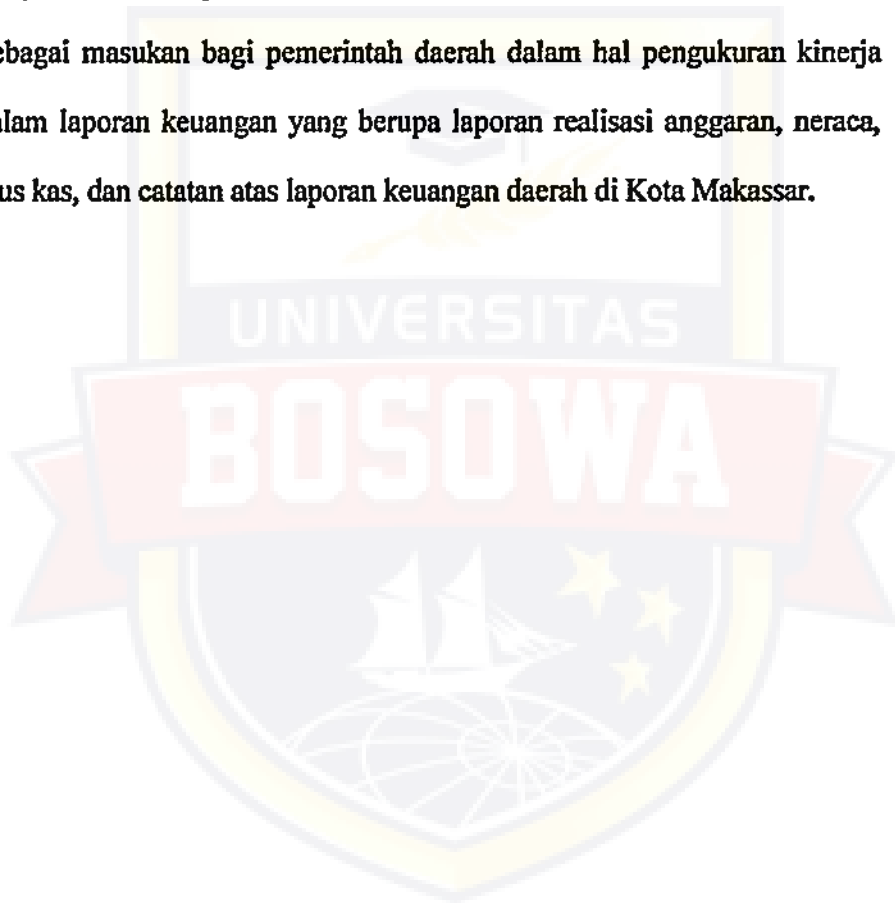 ebagai masukan bagi pemerintah daerah dalam hal pengukuran kinerja
alam laporan keuangan yang berupa laporan realisasi anggaran, neraca,
us kas, dan catatan atas laporan keuangan daerah di Kota Makassar.
UNIVERSITAS
BOSOWA